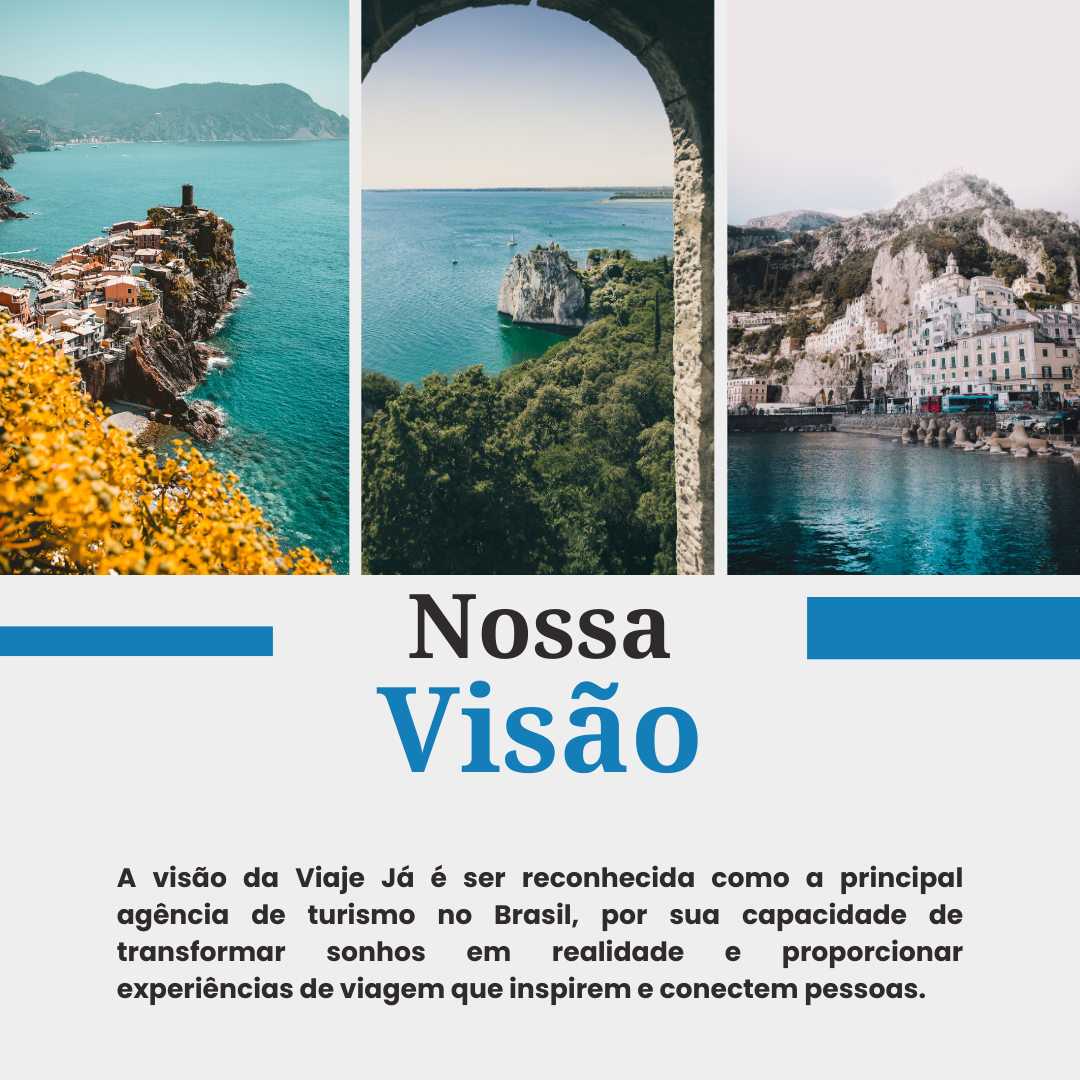 Nossa
Visão
A visão da Viaje Já é ser reconhecida como a principal
agência de turismo no Brasil, por sua capacidade de
transformar sonhos em realidade e proporcionar
experiências de viagem que inspirem e conectem pessoas.